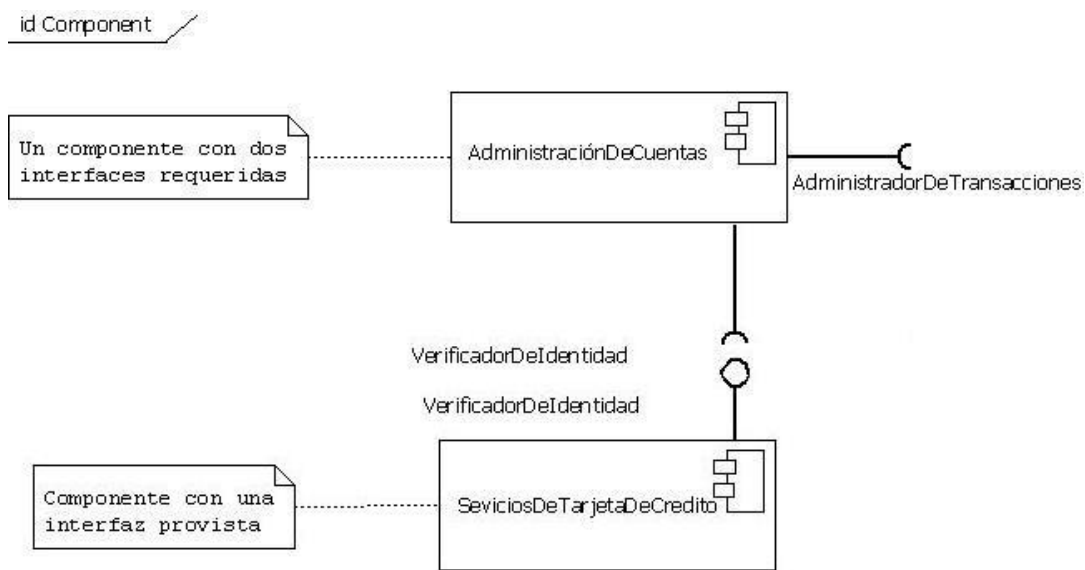 id Component
Un componente con dos
interfaces requeridas
AdministraciónDeCuentas
AdministradorDeTransacciones
VerificadorDeIdentidad
VerificadorDeIdentidad
Componente con una
interfaz provista
SeviciosDeTarjetaDeCredito